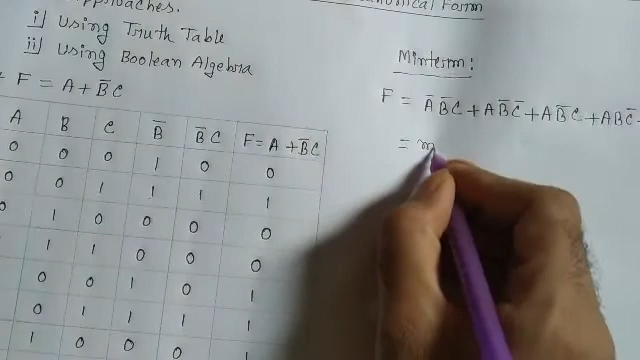 Approaches.
Canonical Form
i) Using Truth Table
ii) Using Boolean Algebra
F = A + B̅C
A B C B̅ B̅C F = A + B̅C
0 0 0 1 0 0
0 0 1 1 1 1
0 1 0 0 0 0
1 1 0 0 0
0 0 1 0 1
0 1 1 1 1
1 0 0 0 1
Minterm:
F = A̅B̅C + AB̅C̅ + AB̅C + ABC̅
= m